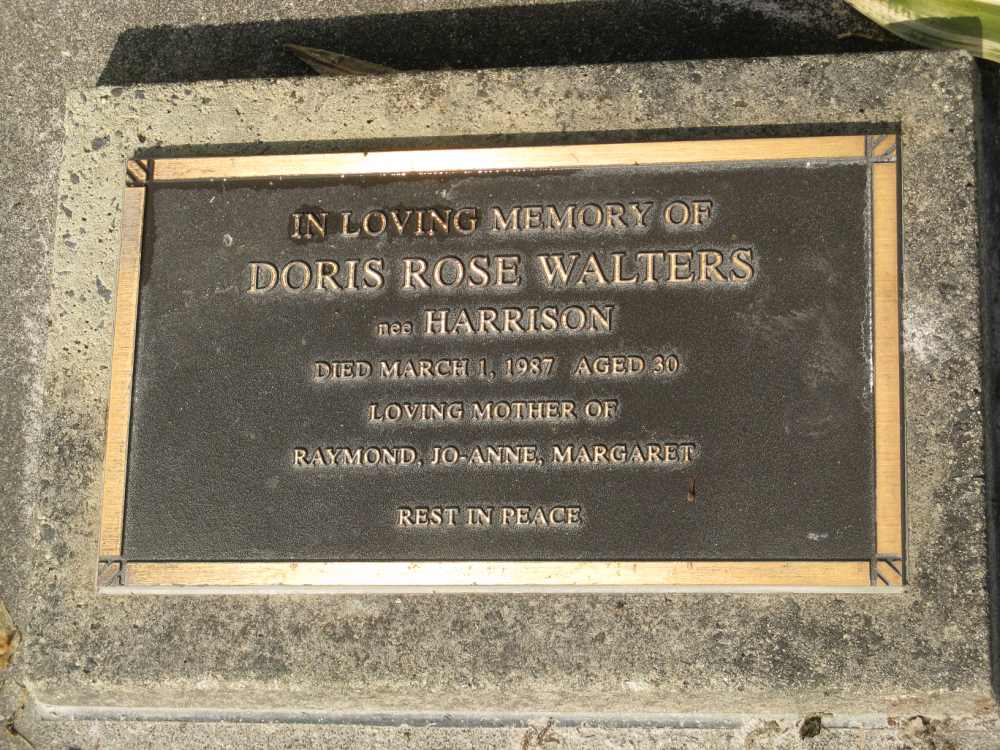 IN LOVING MEMORY OF
DORIS ROSE WALTERS
nee HARRISON
DIED MARCH 1, 1987 AGED 30
LOVING MOTHER OF
RAYMOND, JO-ANNE, MARGARET
REST IN PEACE